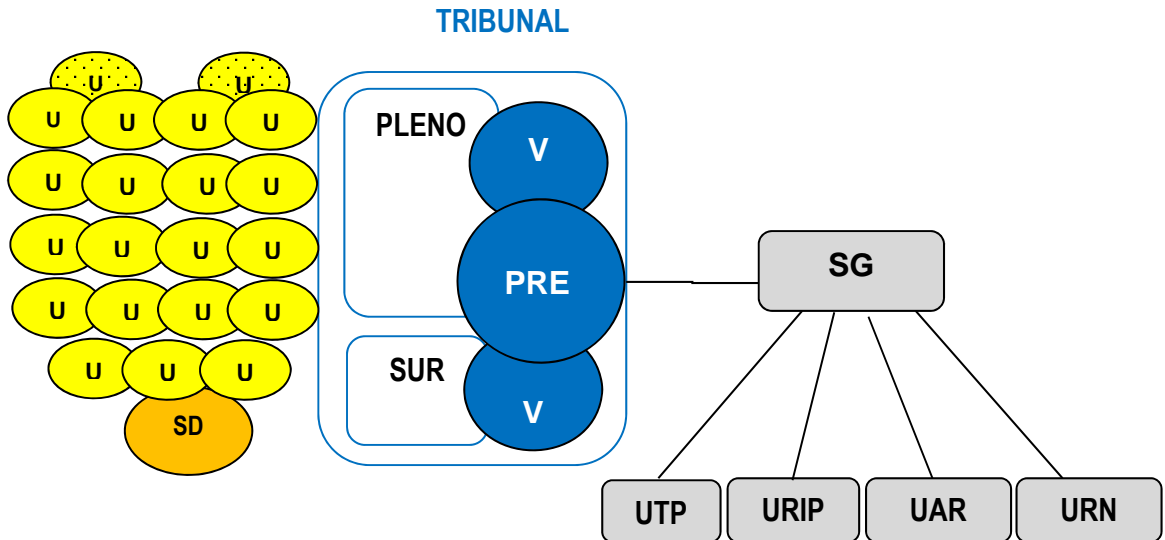 TRIBUNAL
U U
U U U U
U U U U
U U U U
U U U U
U U U
SD
PLENO
V
PRE
SUR
V
SG
UTP URIP UAR URN